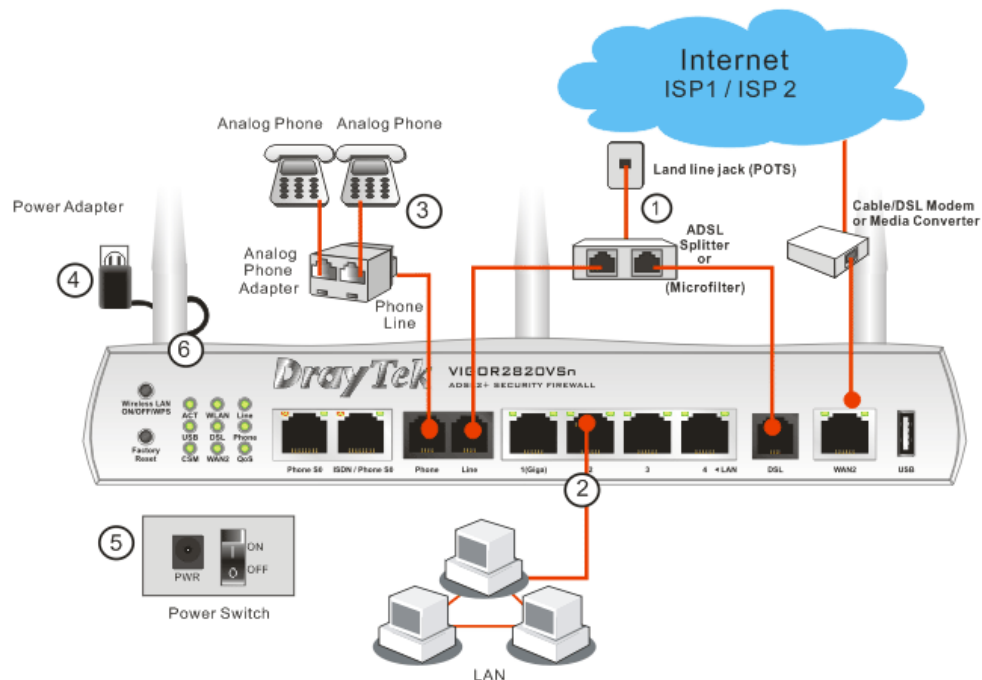 Internet
ISP1 / ISP 2
Analog Phone
Analog Phone
Land line jack (POTS)
1
Power Adapter
3
Cable/DSL Modem
or Media Converter
ADSL
Splitter
or
(Microfilter)
4
Analog
Phone
Adapter
Phone
Line
6
DrayTek
VIGOR2820VSn
ADSL2+ SECURITY FIREWALL
Wireless LAN
ON/OFF/WPS
ACT WLAN Line
USB DSL Phone
CSM WAN2 QoS
Factory
Reset
Phone S0
ISDN / Phone S0
Phone
Line
1(Giga)
2
3
4 ◄LAN
DSL
WAN2
USB
2
5
PWR
ON
OFF
Power Switch
LAN